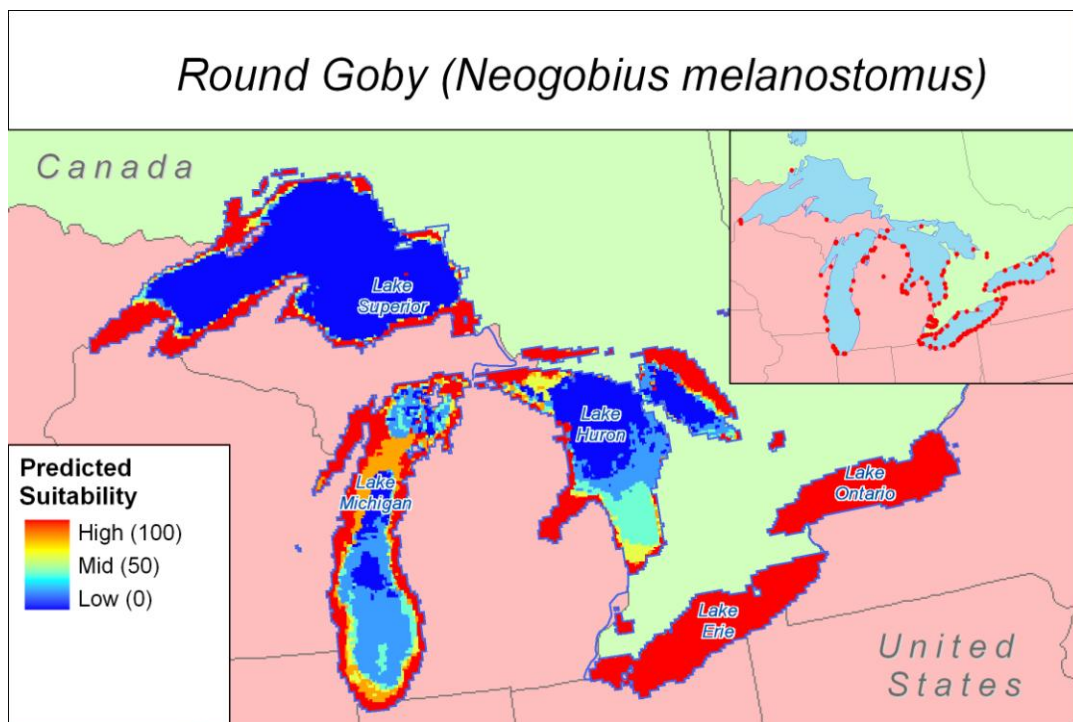 Round Goby (Neogobius melanostomus)
Canada
Lake
Superior
Lake
Huron
Lake
Michigan
Lake
Ontario
Lake
Erie
United
States
Predicted
Suitability
High (100)
Mid (50)
Low (0)